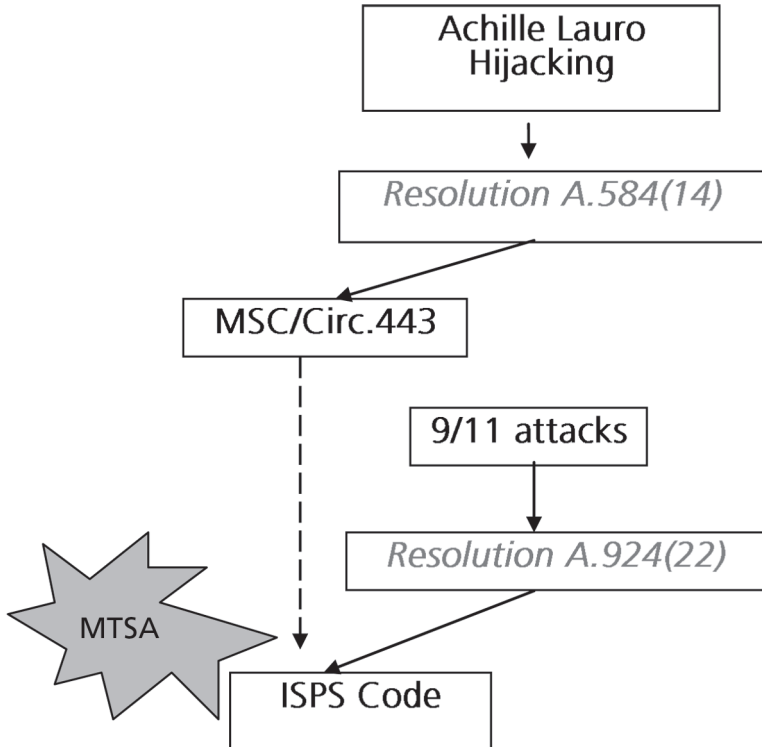 Achille Lauro
Hijacking
Resolution A.584(14)
MSC/Circ.443
9/11 attacks
Resolution A.924(22)
MTSA
ISPS Code